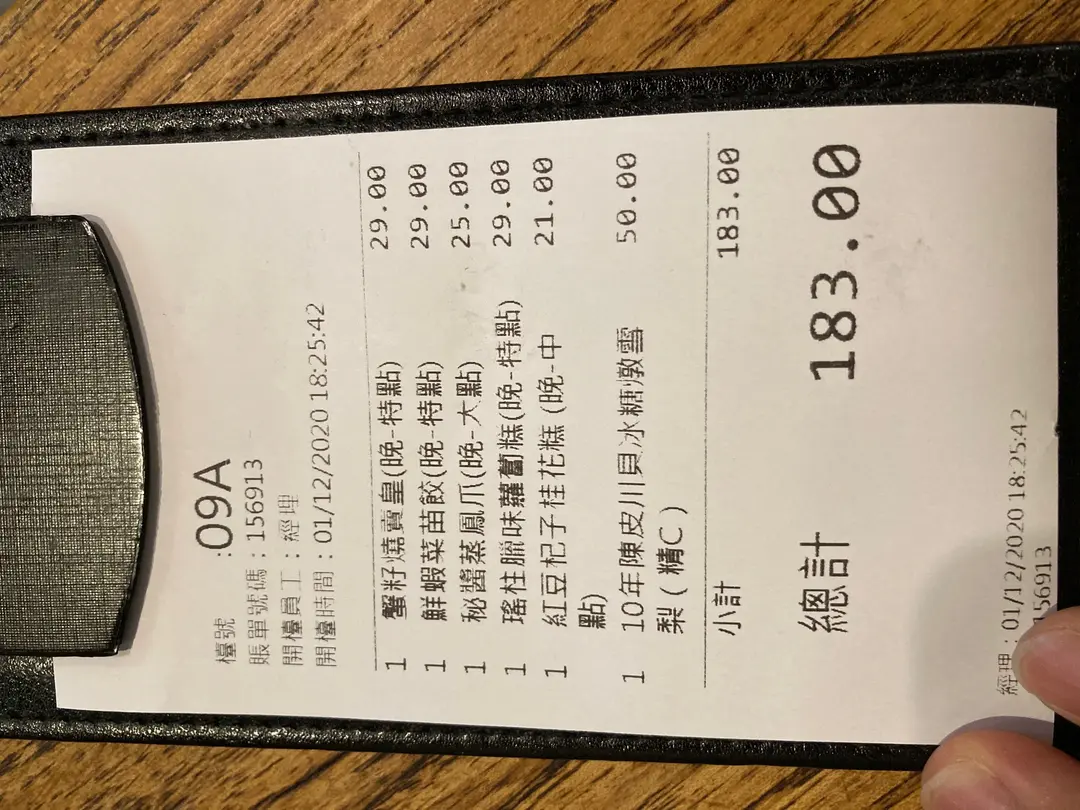 檯號 :09A
賬單號碼：156913
開檯員工：經理
開檯時間：01/12/2020 18:25:42
1 蟹籽燒賣皇(晚-特點) 29.00
1 鮮蝦菜苗餃(晚-特點) 29.00
1 秘醬蒸鳳爪(晚-大點) 25.00
1 瑤柱臘味蘿蔔糕(晚-特點) 29.00
1 紅豆杞子桂花糕 (晚-中 21.00
點)
1 10年陳皮川貝冰糖燉雪 50.00
梨(精C)
小計 183.00
總計 183.00
經理：01/12/2020 18:25:42
156913